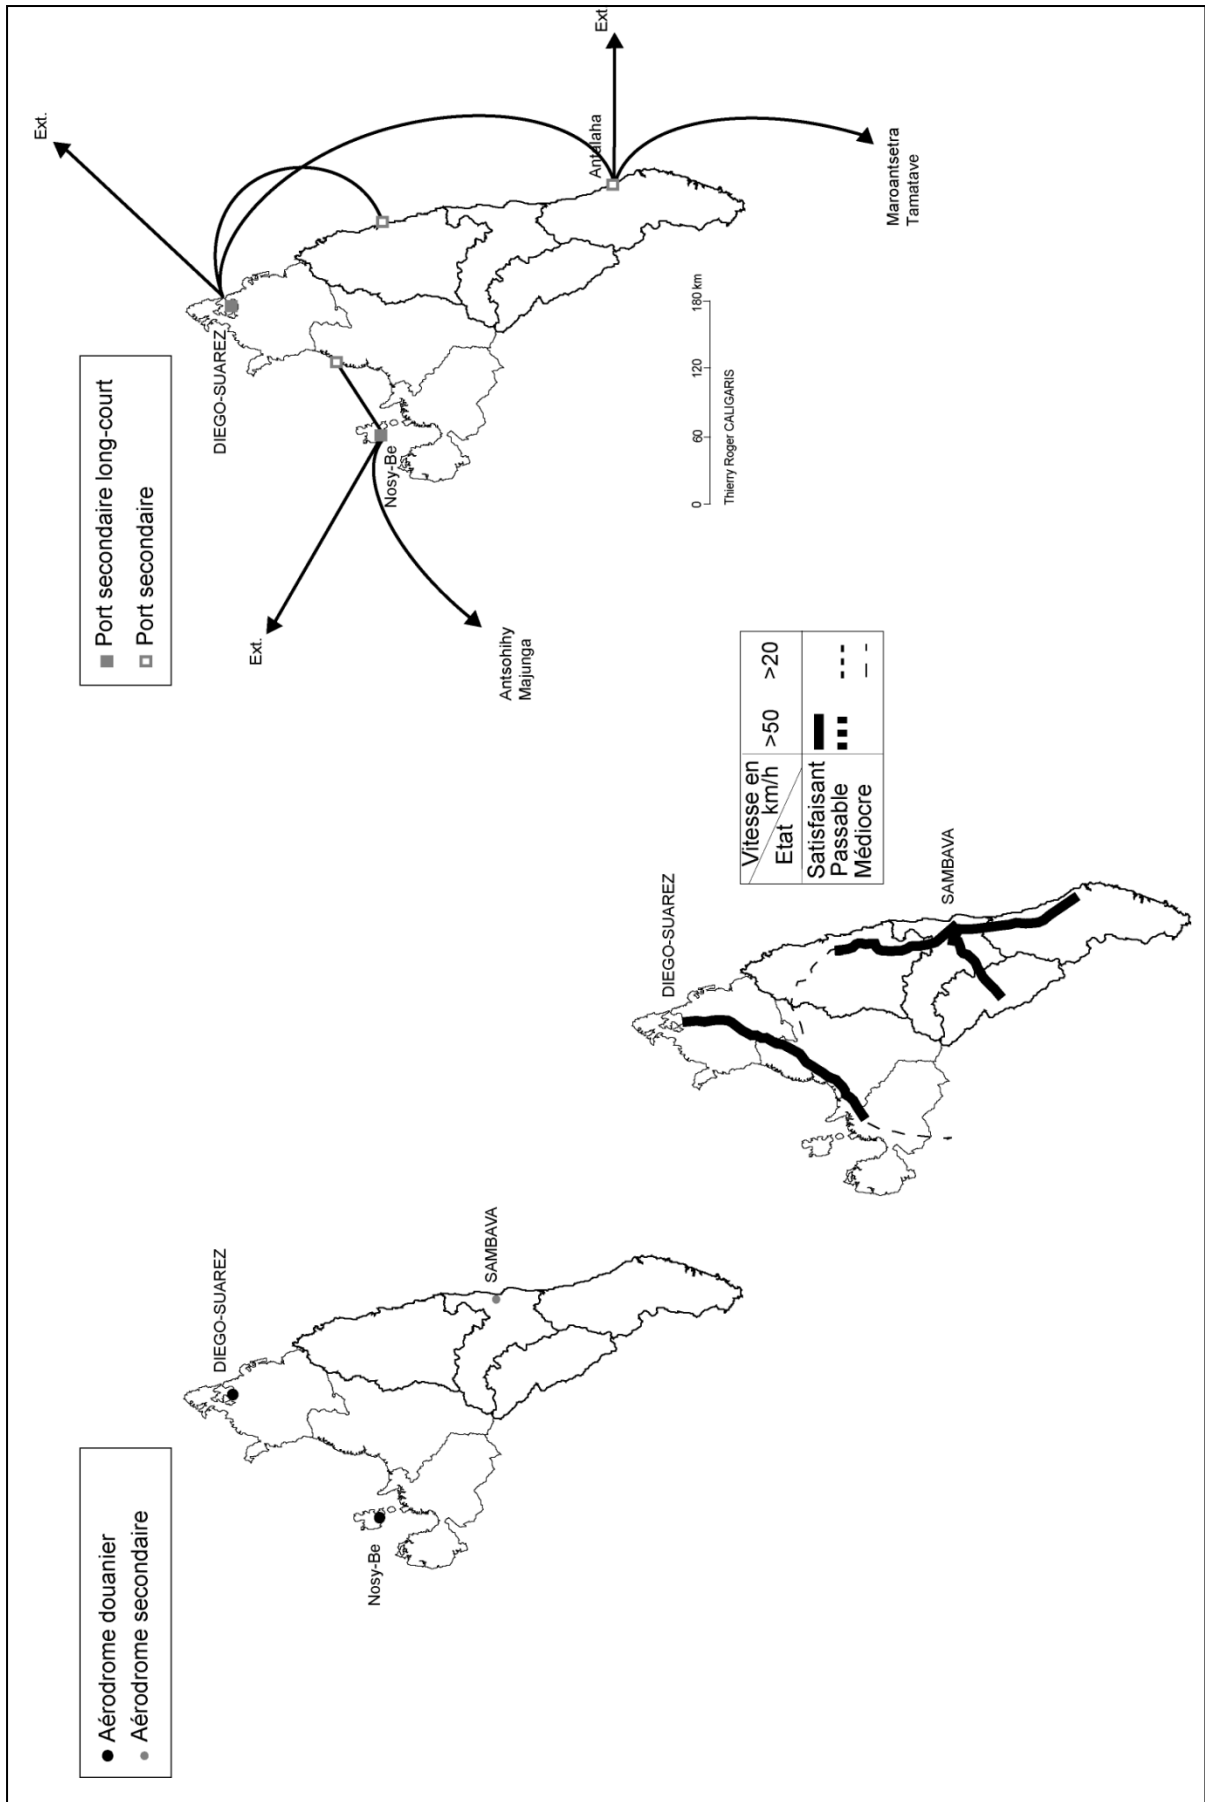 Aérodrome douanier
Aérodrome secondaire
DIEGO-SUAREZ
Nosy-Be
SAMBAVA
DIEGO-SUAREZ
SAMBAVA
Vitesse en
km/h
>50
>20
Etat
Satisfaisant
Passable
Médiocre
Port secondaire long-court
Port secondaire
Ext.
DIEGO-SUAREZ
Nosy-Be
Ext.
Antsohihy
Majunga
Antalaha
Ext
Maroantsetra
Tamatave
0 60 120 180 km
Thierry Roger CALIGARIS